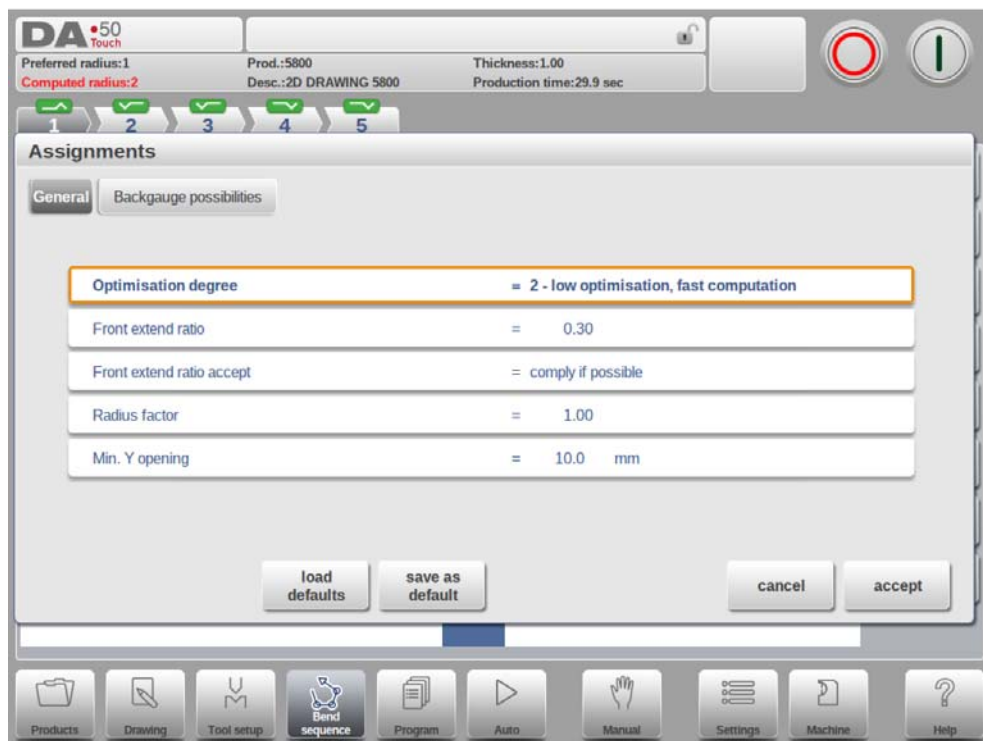 DA 50
Touch
Preferred radius:1
Prod.:5800
Thickness:1.00
Computed radius:2
Desc.:2D DRAWING 5800
Production time:29.9 sec
1 2 3 4 5
Assignments
General
Backgauge possibilities
Optimisation degree = 2 - low optimisation, fast computation
Front extend ratio = 0.30
Front extend ratio accept = comply if possible
Radius factor = 1.00
Min. Y opening = 10.0 mm
load
defaults
save as
default
cancel
accept
Products
Drawing
Tool setup
Bend
sequence
Program
Auto
Manual
Settings
Machine
Help